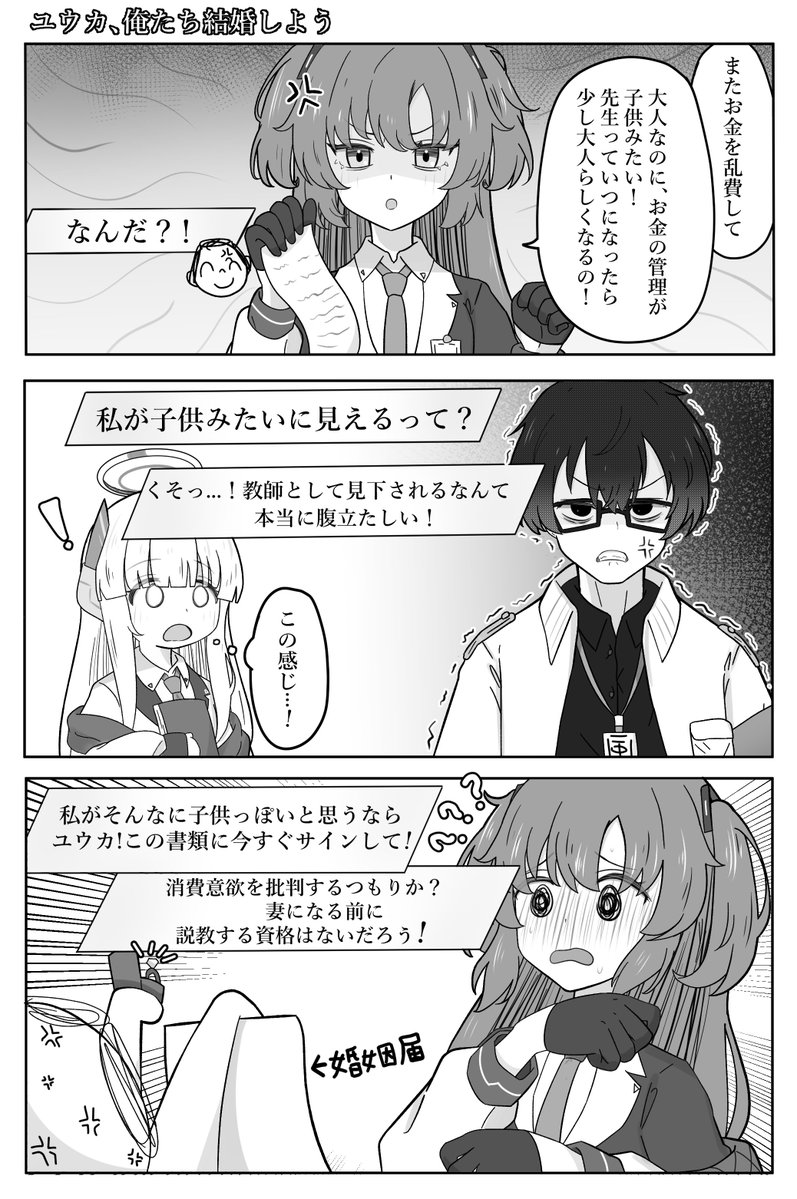 ユウカ、俺たち結婚しよう
またお金を乱費して
大人なのに、お金の管理が
子供みたい!
先生っていつになったら
少し大人らしくなるの!
なんだ?!
私が子供みたいに見えるって?
くそっ…!教師として見下されるなんて
本当に腹立たしい!
この感じ…!
私がそんなに子供っぽいと思うなら
ユウカ!この書類に今すぐサインして!
消費意欲を批判するつもりか?
妻になる前に
説教する資格はないだろう!
???
←婚姻届